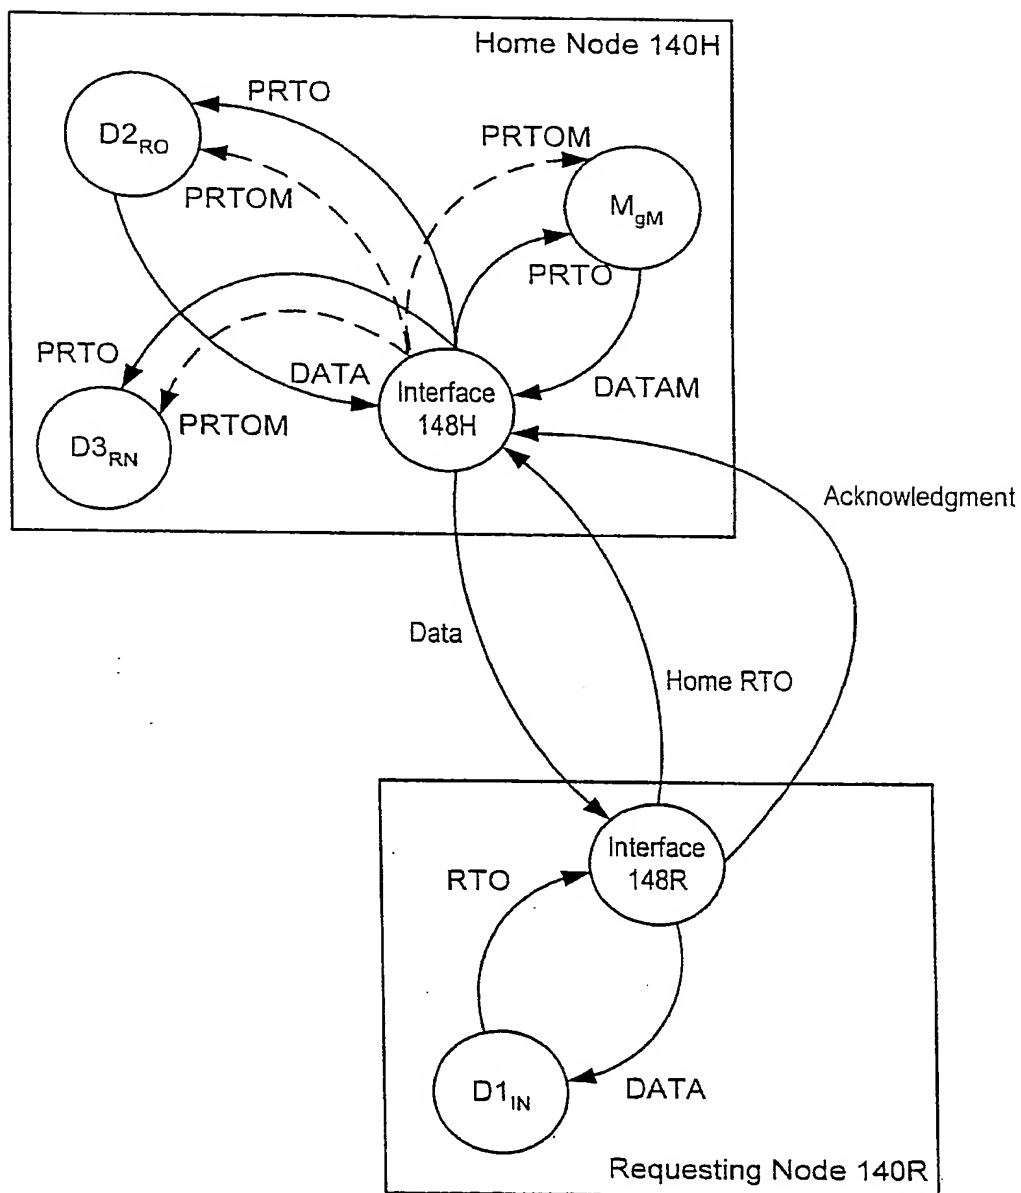 Home Node 140H
PRTO
D2RO
PRTOM
PRTOM
MgM
PRTO
PRTO
DATA
Interface
148H
DATAM
PRTOM
D3RN
Acknowledgment
Data
Home RTO
Interface
148R
RTO
D1IN
DATA
Requesting Node 140R